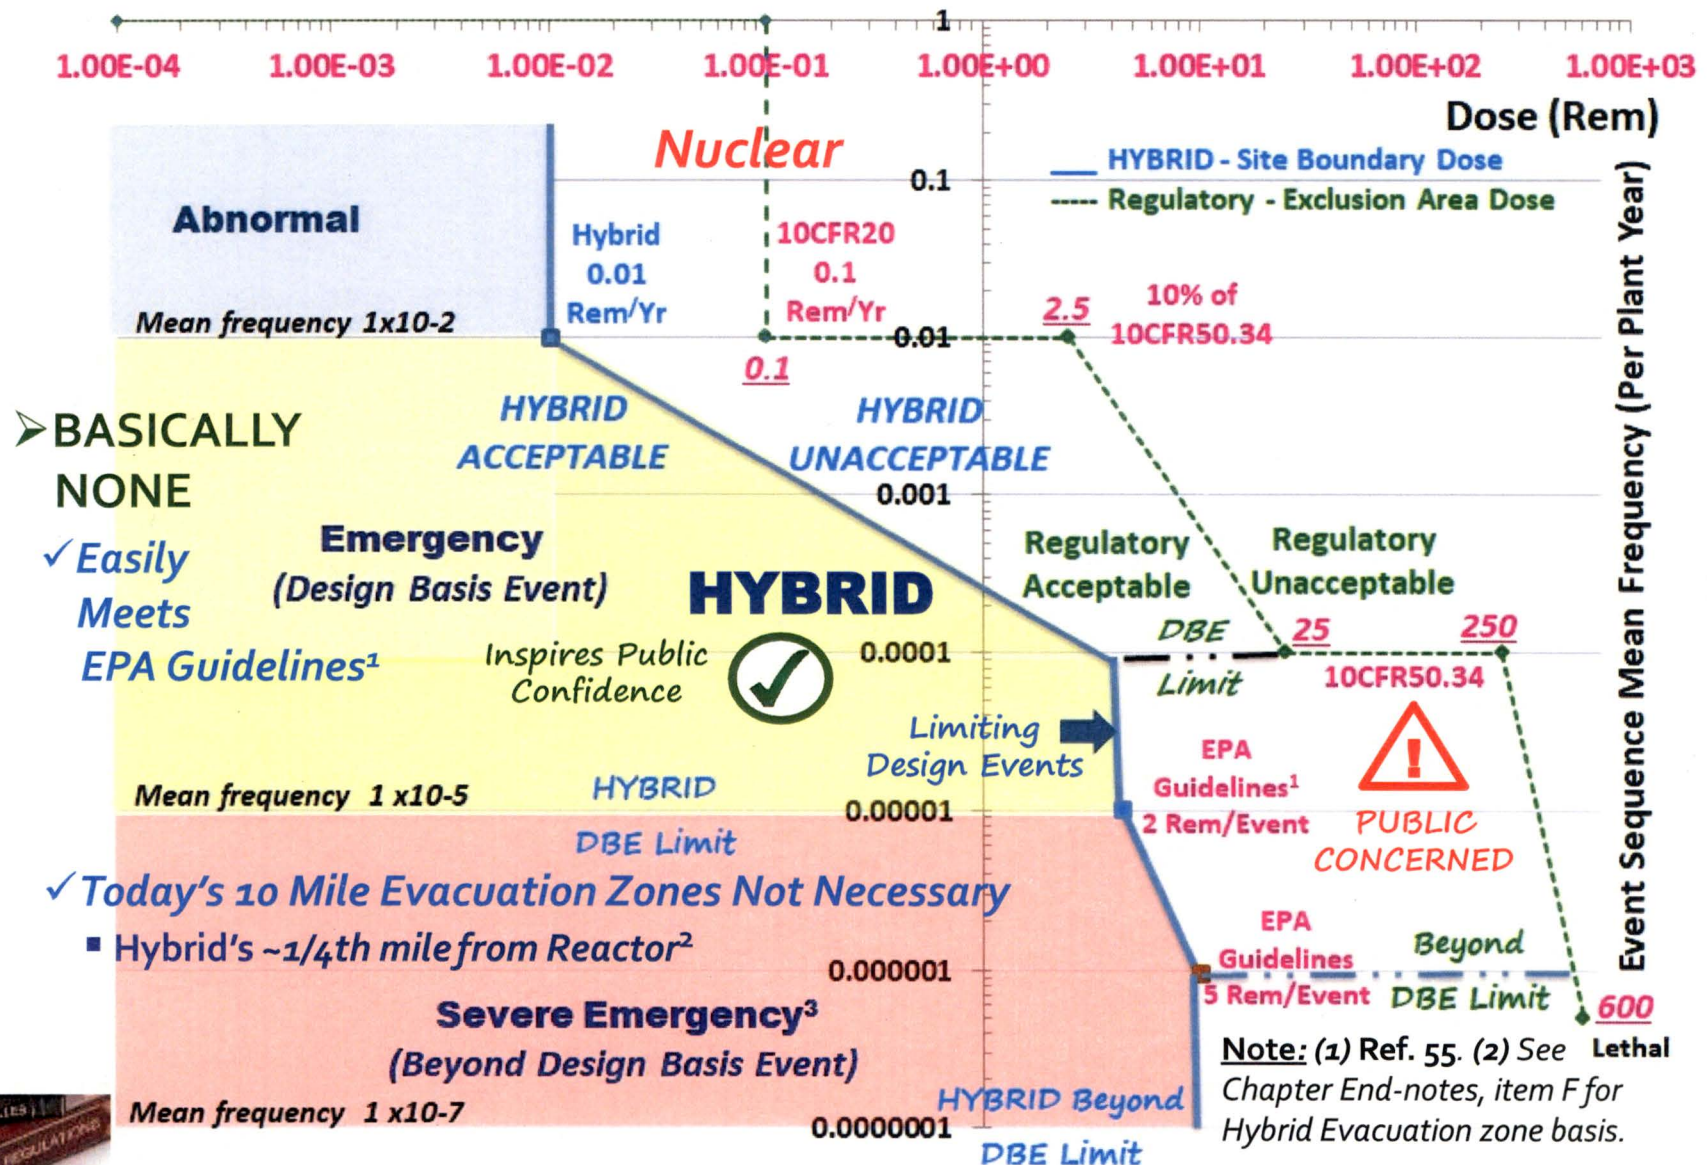 1
1.00E-04 1.00E-03 1.00E-02 1.00E-01 1.00E+00 1.00E+01 1.00E+02 1.00E+03
Dose (Rem)
Nuclear
HYBRID - Site Boundary Dose
Regulatory - Exclusion Area Dose
0.1
Abnormal
Hybrid
0.01
Rem/Yr
10CFR20
0.1
Rem/Yr
Mean frequency 1x10-2
2.5
10% of
10CFR50.34
0.01
0.1
Event Sequence Mean Frequency (Per Plant Year)
➢BASICALLY
NONE
HYBRID
ACCEPTABLE
HYBRID
UNACCEPTABLE
0.001
✓Easily
Meets
EPA Guidelines¹
Emergency
(Design Basis Event)
HYBRID
Inspires Public
Confidence
Regulatory
Acceptable
Regulatory
Unacceptable
0.0001
DBE
Limit
25
250
10CFR50.34
Limiting
Design Events
EPA
Guidelines¹
2 Rem/Event
!
PUBLIC
CONCERNED
Mean frequency 1 x10-5
HYBRID
DBE Limit
0.00001
✓Today's 10 Mile Evacuation Zones Not Necessary
▪ Hybrid's ~1/4th mile from Reactor²
0.000001
EPA
Guidelines
5 Rem/Event
Beyond
DBE Limit
600
Lethal
Severe Emergency³
(Beyond Design Basis Event)
Mean frequency 1 x10-7
HYBRID Beyond
DBE Limit
0.0000001
Note: (1) Ref. 55. (2) See
Chapter End-notes, item F for
Hybrid Evacuation zone basis.
REGULATIONS